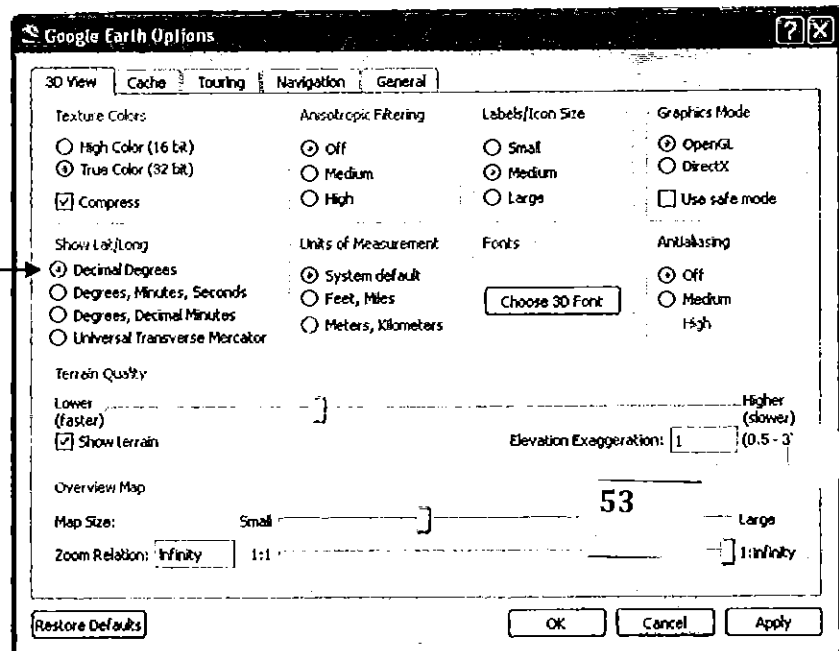 Google Earth Options
3D View Cache Touring Navigation General
Texture Colors
High Color (16 bit)
True Color (32 bit)
Compress
Anisotropic Filtering
Off
Medium
High
Labels/Icon Size
Small
Medium
Large
Graphics Mode
OpenGL
DirectX
Use safe mode
Show Lat/Long
Decimal Degrees
Degrees, Minutes, Seconds
Degrees, Decimal Minutes
Universal Transverse Mercator
Units of Measurement
System default
Feet, Miles
Meters, Kilometers
Fonts
Choose 3D Font
Antialiasing
Off
Medium
High
Terrain Quality
Lower
(faster)
Higher
(slower)
Show terrain
Elevation Exaggeration: 1 (0.5 - 3)
Overview Map
53
Map Size: Small Large
Zoom Relation: Infinity 1:1 1:Infinity
Restore Defaults OK Cancel Apply